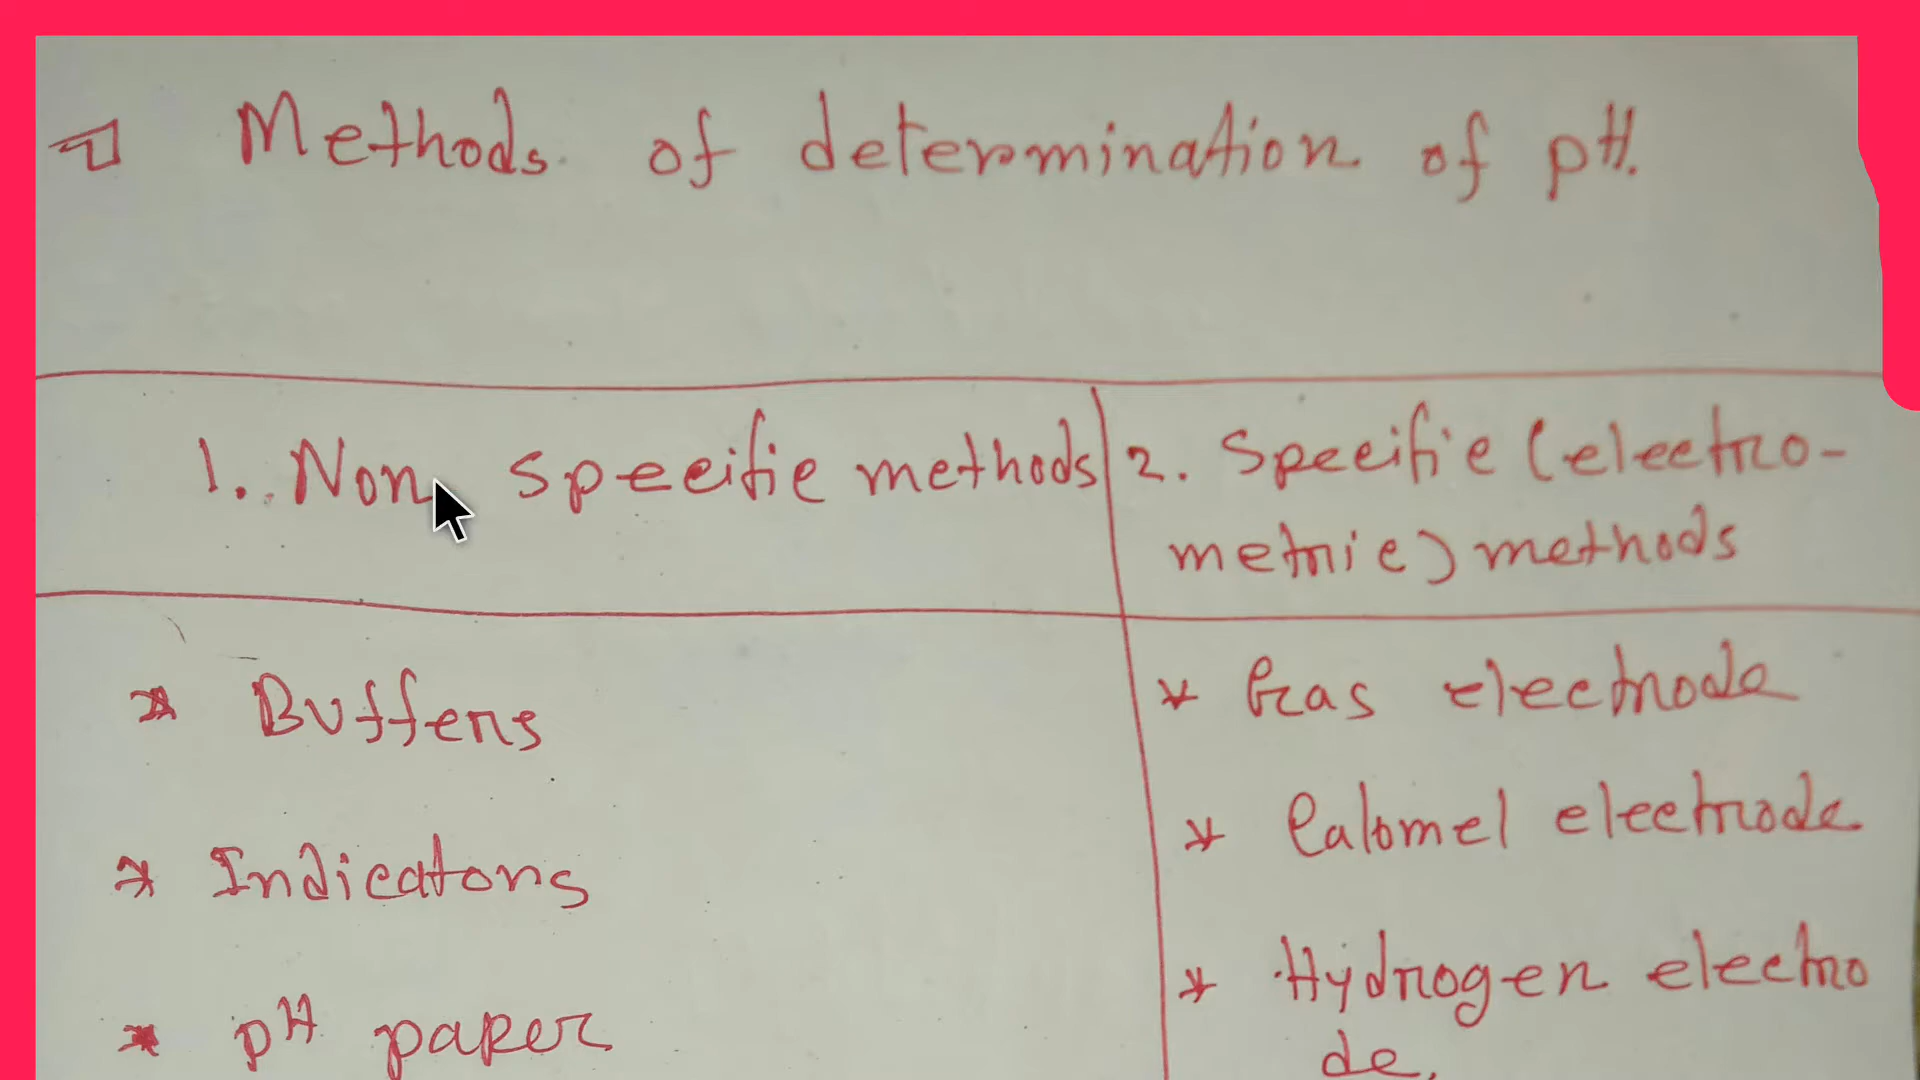 Methods of determination of pH.
1. Non specific methods
2. Specific (electro-
metric) methods
* Buffers
* Indicators
* pH paper
* Gas electrode
* Calomel electrode
* Hydrogen electro
de.